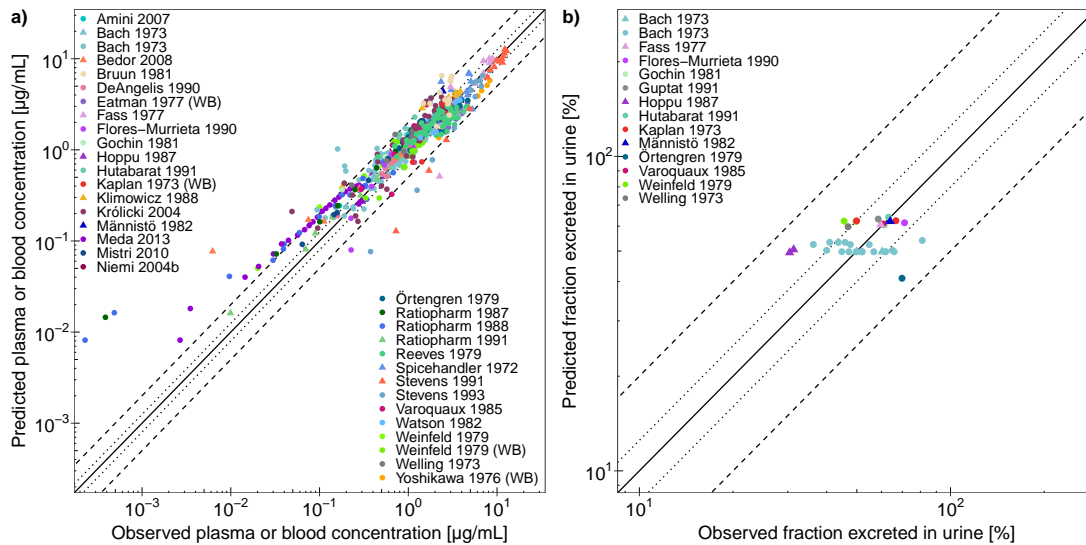 a)
Predicted plasma or blood concentration [µg/mL]
10¹
10⁰
10⁻¹
10⁻²
10⁻³
Amini 2007
Bach 1973
Bach 1973
Bedor 2008
Bruun 1981
DeAngelis 1990
Eatman 1977 (WB)
Fass 1977
Flores−Murrieta 1990
Gochin 1981
Hoppu 1987
Hutabarat 1991
Kaplan 1973 (WB)
Klimowicz 1988
Królicki 2004
Männistö 1982
Meda 2013
Mistri 2010
Niemi 2004b
Örtengren 1979
Ratiopharm 1987
Ratiopharm 1988
Ratiopharm 1991
Reeves 1979
Spicehandler 1972
Stevens 1991
Stevens 1993
Varoquaux 1985
Watson 1982
Weinfeld 1979
Weinfeld 1979 (WB)
Welling 1973
Yoshikawa 1976 (WB)
10⁻³
10⁻²
10⁻¹
10⁰
10¹
Observed plasma or blood concentration [µg/mL]
b)
Predicted fraction excreted in urine [%]
10²
10¹
Bach 1973
Bach 1973
Fass 1977
Flores−Murrieta 1990
Gochin 1981
Guptat 1991
Hoppu 1987
Hutabarat 1991
Kaplan 1973
Männistö 1982
Örtengren 1979
Varoquaux 1985
Weinfeld 1979
Welling 1973
10¹
10²
Observed fraction excreted in urine [%]